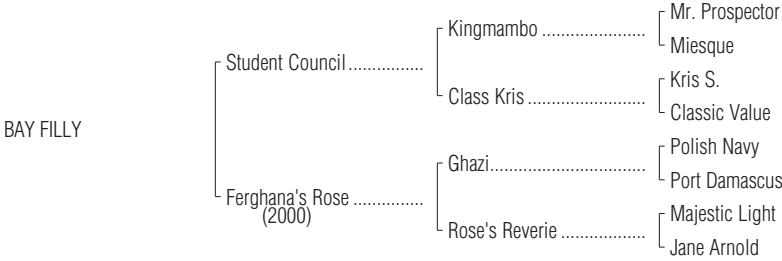 Mr. Prospector
Kingmambo ......................
Miesque
Student Council................
Kris S.
Class Kris .........................
Classic Value
BAY FILLY
Polish Navy
Ghazi.................................
Port Damascus
Ferghana's Rose ...............
(2000)
Majestic Light
Rose's Reverie ..................
Jane Arnold